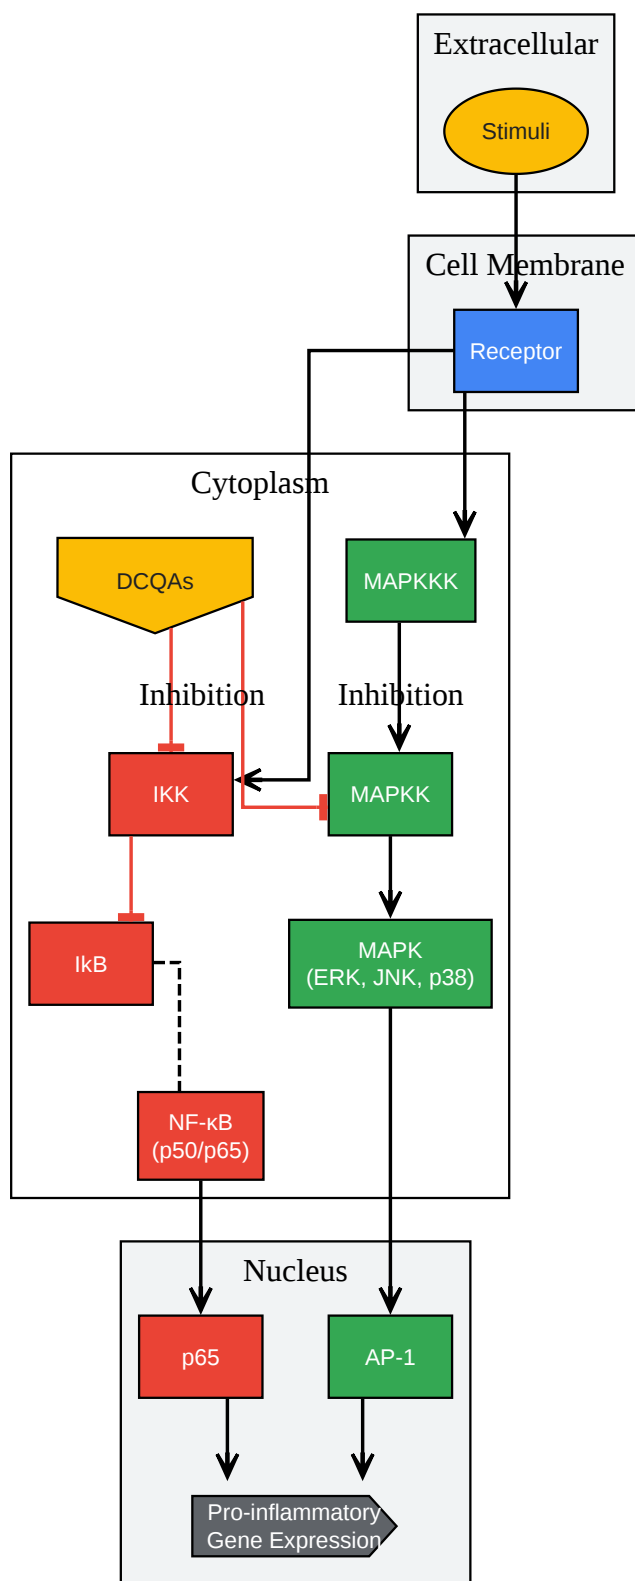 Extracellular
Stimuli
Cell Membrane
Receptor
Cytoplasm
DCQAs
MAPKKK
Inhibition
Inhibition
IKK
MAPKK
IkB
MAPK
(ERK, JNK, p38)
NF-κB
(p50/p65)
Nucleus
p65
AP-1
Pro-inflammatory
Gene Expression